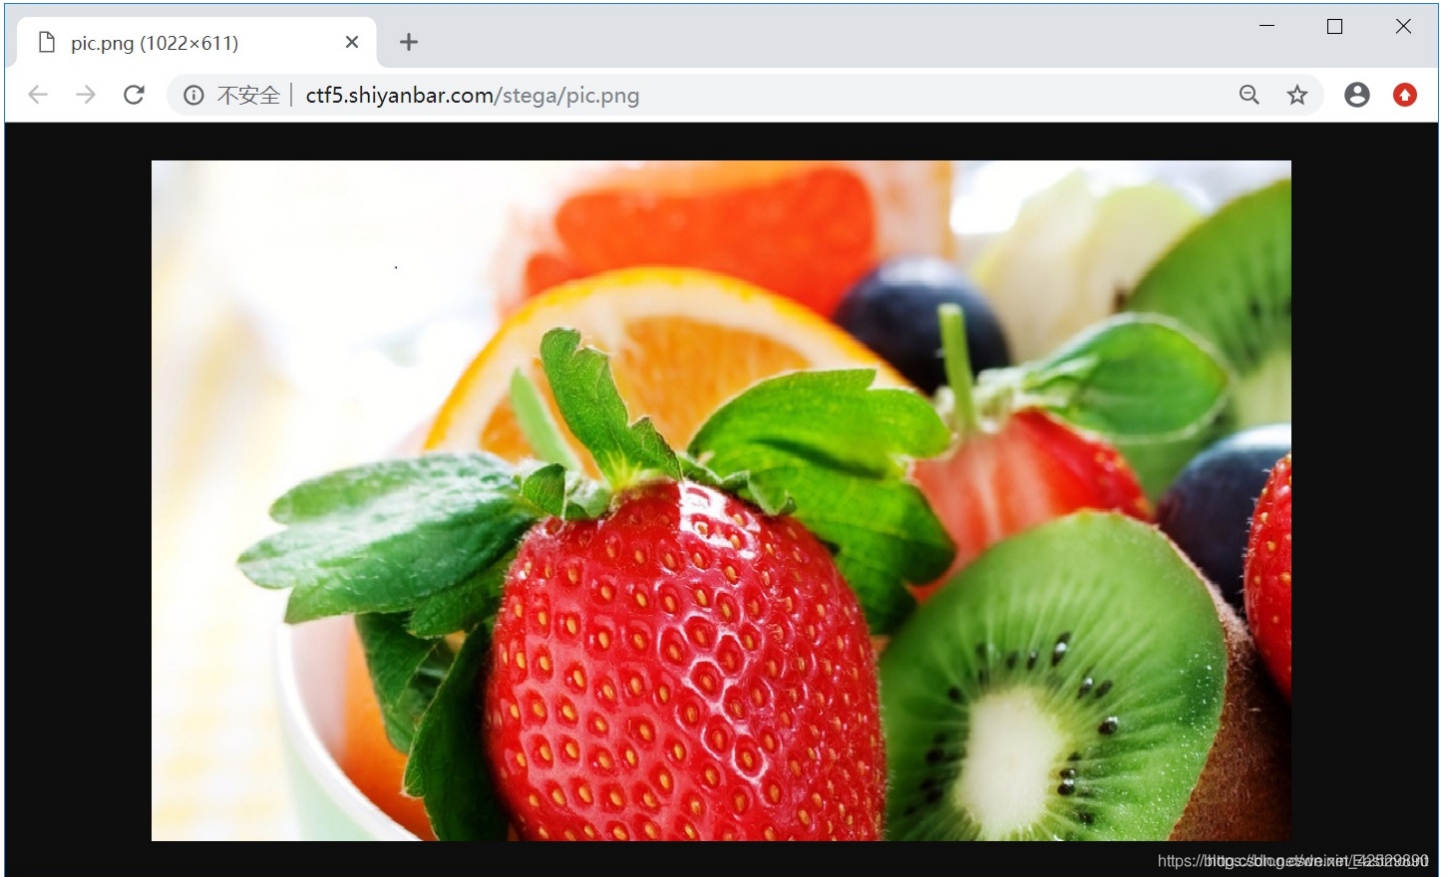 pic.png (1022×611)
不安全 | ctf5.shiyanbar.com/stega/pic.png